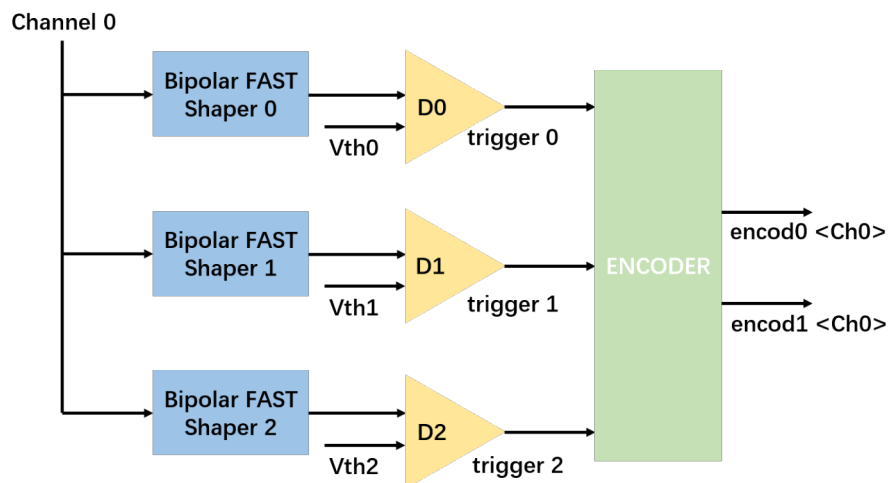 Channel 0
Bipolar FAST
Shaper 0
D0
Vth0
trigger 0
Bipolar FAST
Shaper 1
D1
Vth1
trigger 1
ENCODER
encod0 <Ch0>
encod1 <Ch0>
Bipolar FAST
Shaper 2
D2
Vth2
trigger 2